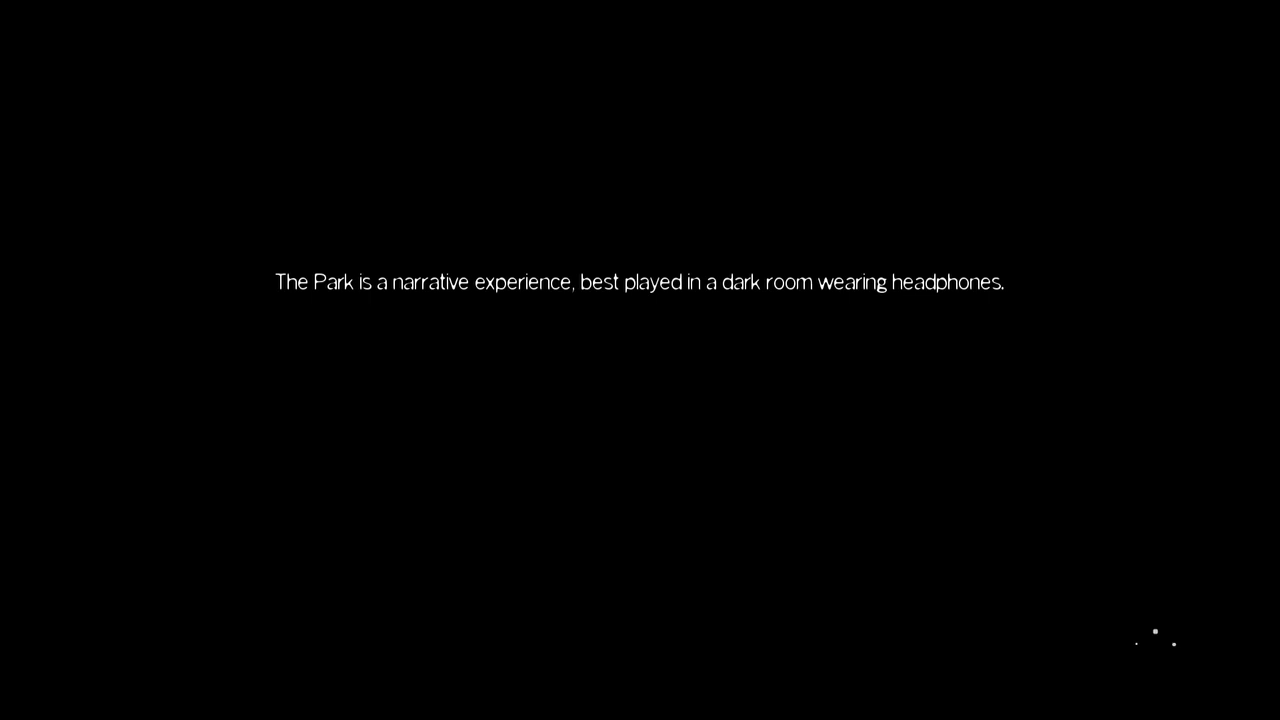 The Park is a narrative experience, best played in a dark room wearing headphones.